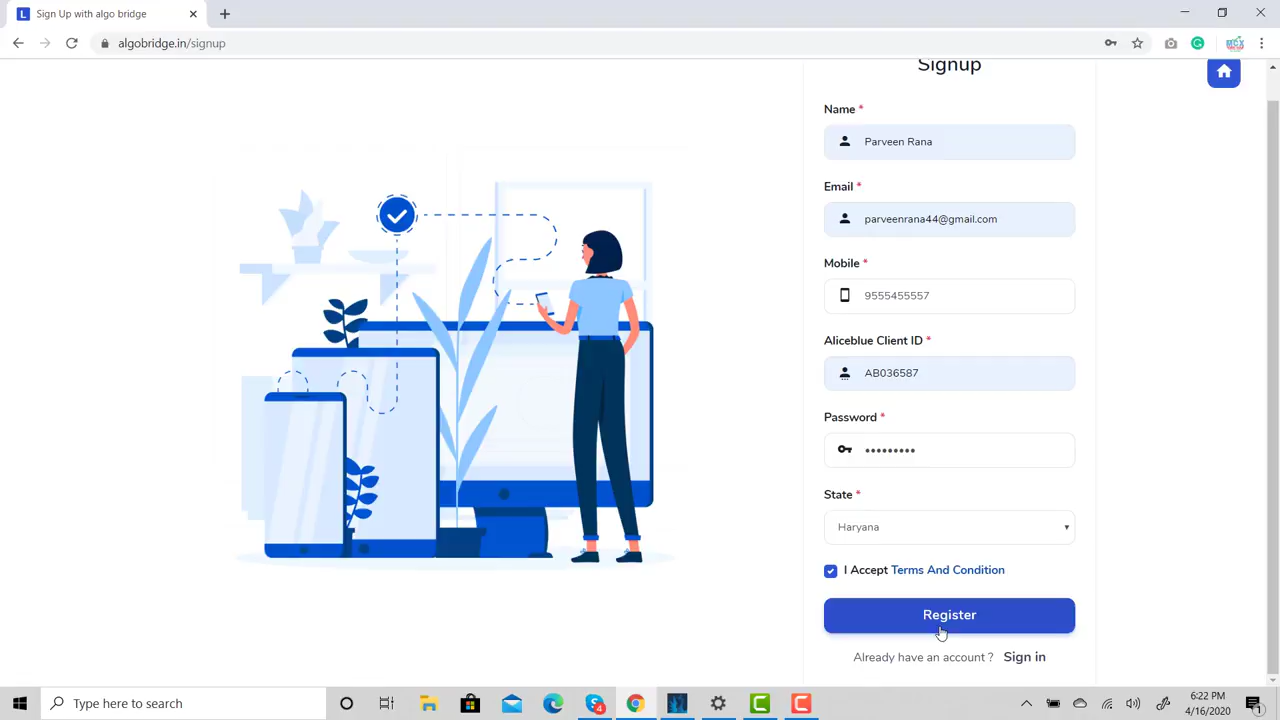 Sign Up with algo bridge
algobridge.in/signup
Signup
Name *
Parveen Rana
Email *
parveenrana44@gmail.com
Mobile *
9555455557
Aliceblue Client ID *
AB036587
Password *
•••••••••
State *
Haryana
I Accept Terms And Condition
Register
Already have an account ? Sign in
Type here to search
4
6:22 PM
4/16/2020
1